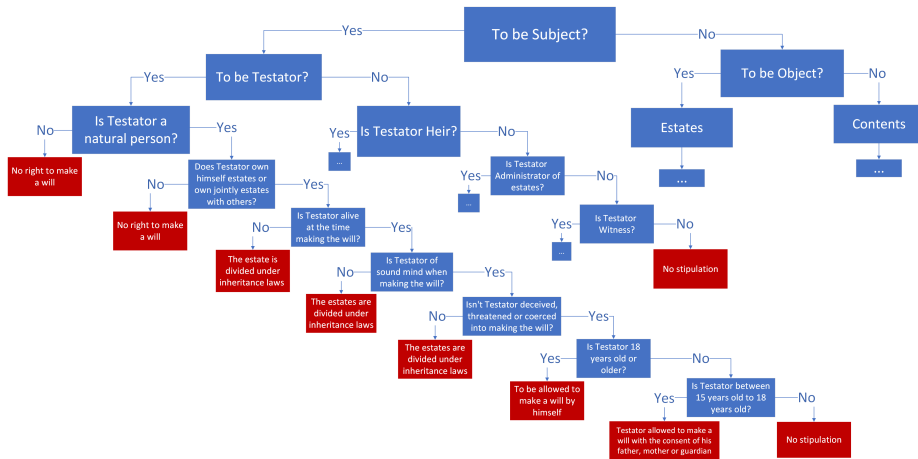 To be Subject?
Yes
No
To be Testator?
To be Object?
Yes
No
Yes
No
Is Testator a
natural person?
Is Testator Heir?
Estates
Contents
No
Yes
Yes
No
...
...
...
No right to make
a will
Does Testator own
himself estates or
own jointly estates
with others?
Is Testator
Administrator of
estates?
No
Yes
Yes
No
...
No right to make
a will
Is Testator alive
at the time
making the will?
Is Testator
Witness?
No
Yes
Yes
No
...
The estate is
divided under
inheritance laws
Is Testator of
sound mind when
making the will?
No stipulation
No
Yes
The estates are
divided under
inheritance laws
Isn't Testator deceived,
threatened or coerced
into making the will?
No
Yes
The estates are
divided under
inheritance laws
Is Testator 18
years old or
older?
Yes
No
To be allowed to
make a will by
himself
Is Testator between
15 years old to 18
years old?
Yes
No
Testator allowed to make a
will with the consent of his
father, mother or guardian
No stipulation